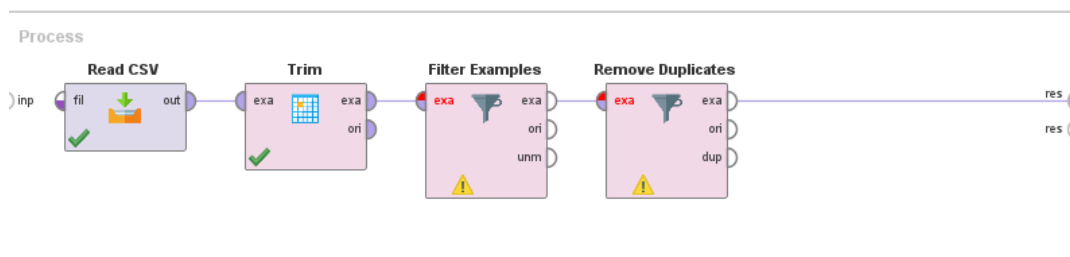 Process
Read CSV
Trim
Filter Examples
Remove Duplicates
inp
fil
out
exa
exa
ori
exa
exa
ori
unm
exa
exa
ori
dup
res
res